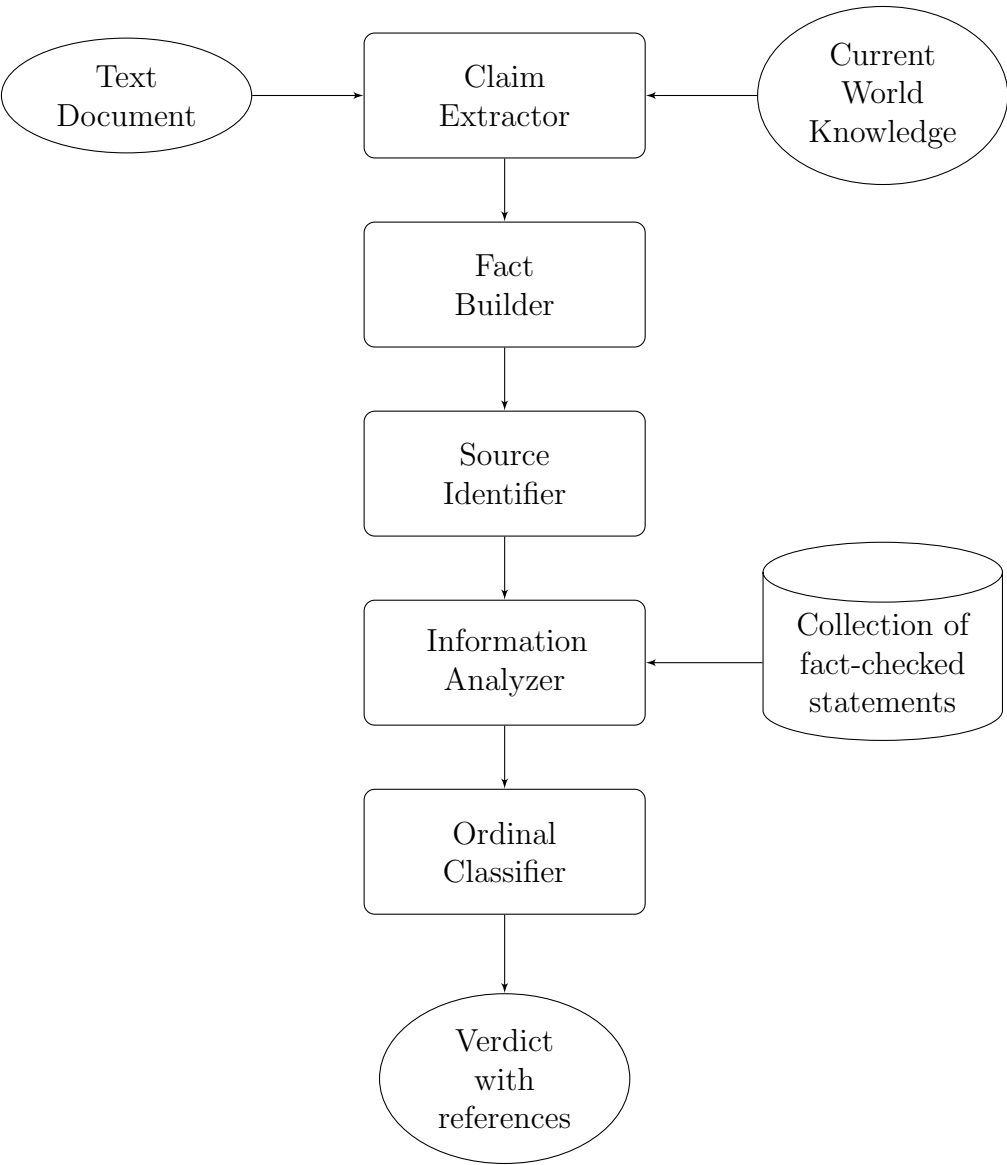 Text
Document
Claim
Extractor
Current
World
Knowledge
Fact
Builder
Source
Identifier
Information
Analyzer
Collection of
fact-checked
statements
Ordinal
Classifier
Verdict
with
references